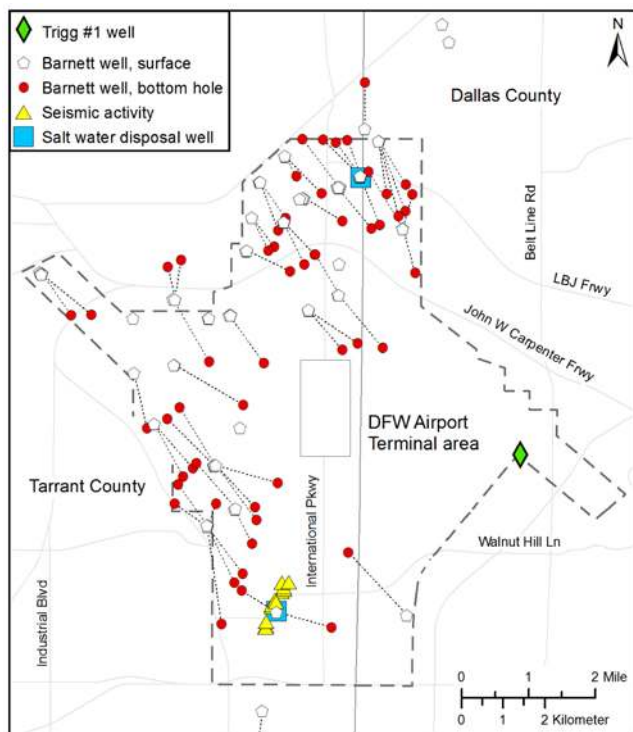 Trigg #1 well
Barnett well, surface
Barnett well, bottom hole
Seismic activity
Salt water disposal well
N
Dallas County
Belt Line Rd
LBJ Frwy
John W Carpenter Frwy
DFW Airport
Terminal area
Tarrant County
International Pkwy
Walnut Hill Ln
Industrial Blvd
0 1 2 Mile
0 1 2 Kilometer